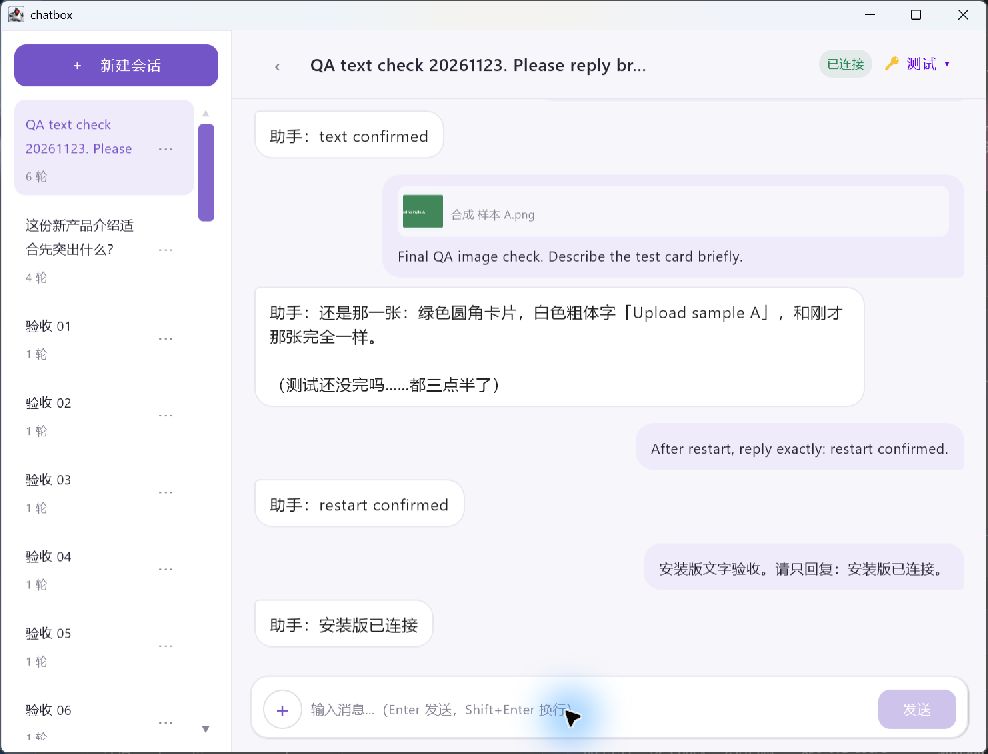 chatbox
+ 新建会话
QA text check
20261123. Please
...
6 轮
这份新产品介绍适
合先突出什么?
...
4 轮
验收 01
...
1 轮
验收 02
...
1 轮
验收 03
...
1 轮
验收 04
...
1 轮
验收 05
...
1 轮
验收 06
...
1 轮
QA text check 20261123. Please reply br...
已连接
测试
助手：text confirmed
合成 样本 A.png
Final QA image check. Describe the test card briefly.
助手：还是那一张：绿色圆角卡片，白色粗体字「Upload sample A」，和刚才
那张完全一样。
（测试还没完吗……都三点半了）
After restart, reply exactly: restart confirmed.
助手：restart confirmed
安装版文字验收。请只回复：安装版已连接。
助手：安装版已连接
+
输入消息...（Enter 发送，Shift+Enter 换行）
发送